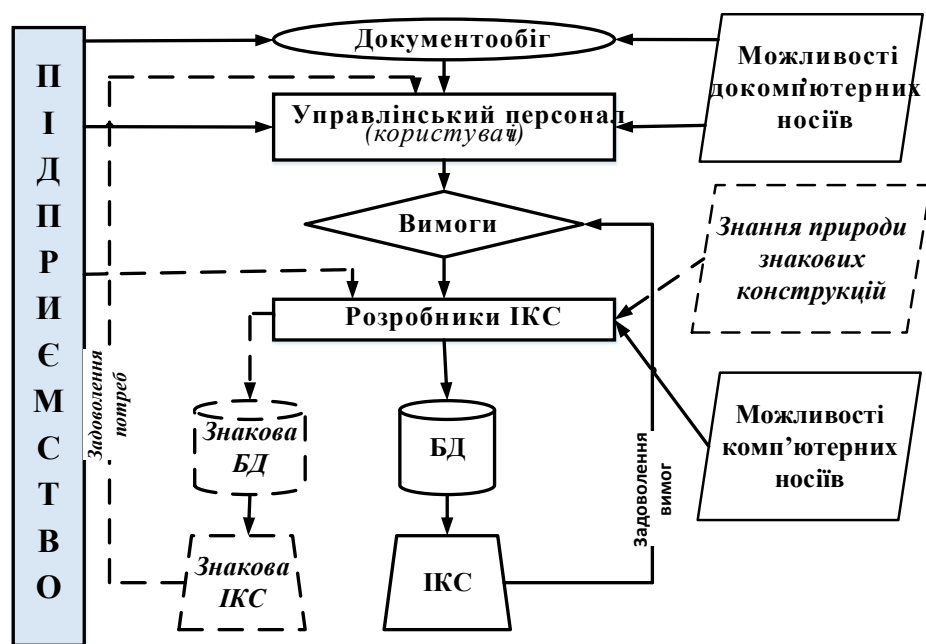 ПІДПРИЄМСТВО
Документообіг
Можливості
докомп'ютерних
носіїв
Управлінський персонал
(користувачі)
Вимоги
Знання природи
знакових
конструкцій
Розробники ІКС
Задоволення
потреб
Знакова
БД
БД
Можливості
комп’ютерних
носіїв
Задоволення
вимог
Знакова
ІКС
ІКС